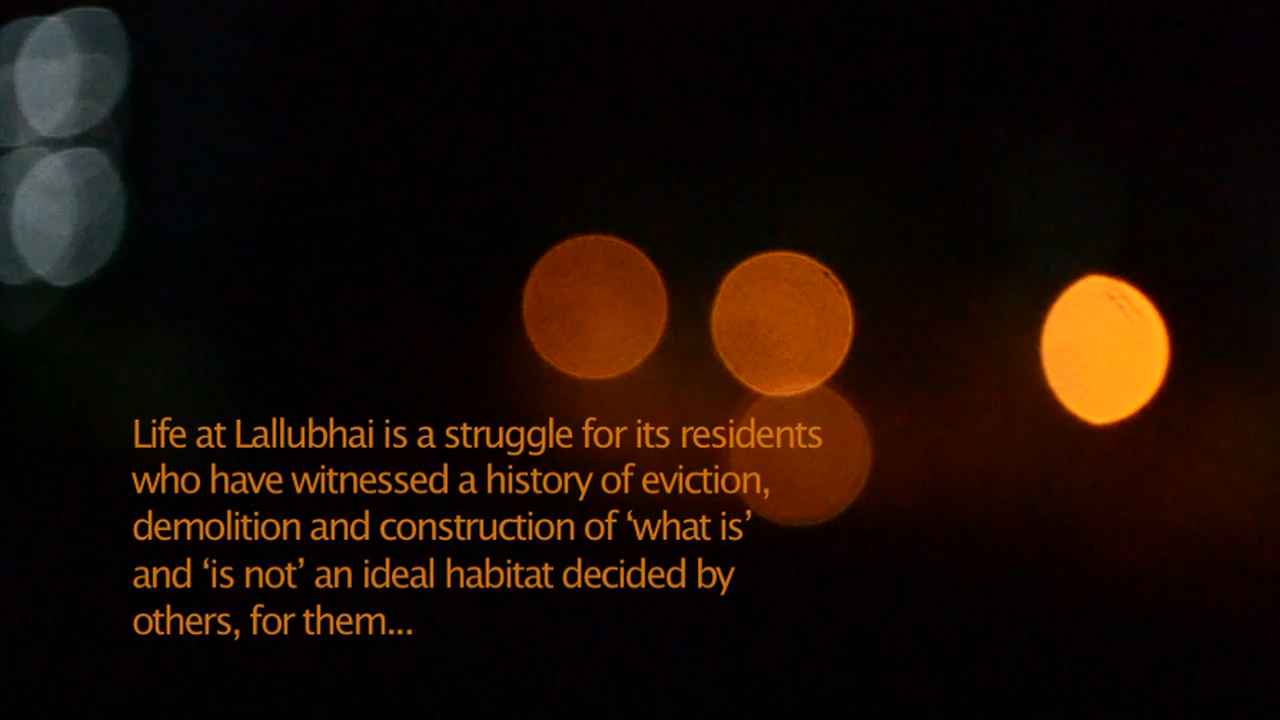 Life at Lallubhai is a struggle for its residents
who have witnessed a history of eviction,
demolition and construction of ‘what is’
and ‘is not’ an ideal habitat decided by
others, for them...